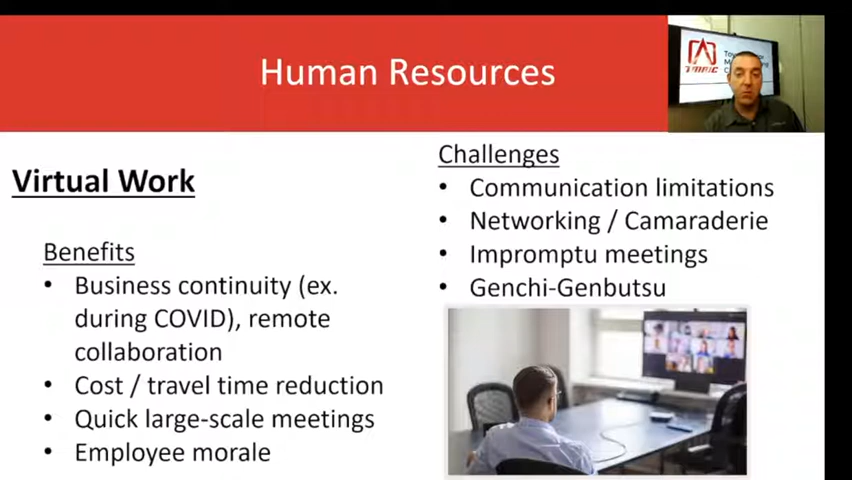 Human Resources
Virtual Work
Benefits
• Business continuity (ex.
during COVID), remote
collaboration
• Cost / travel time reduction
• Quick large-scale meetings
• Employee morale
Challenges
• Communication limitations
• Networking / Camaraderie
• Impromptu meetings
• Genchi-Genbutsu